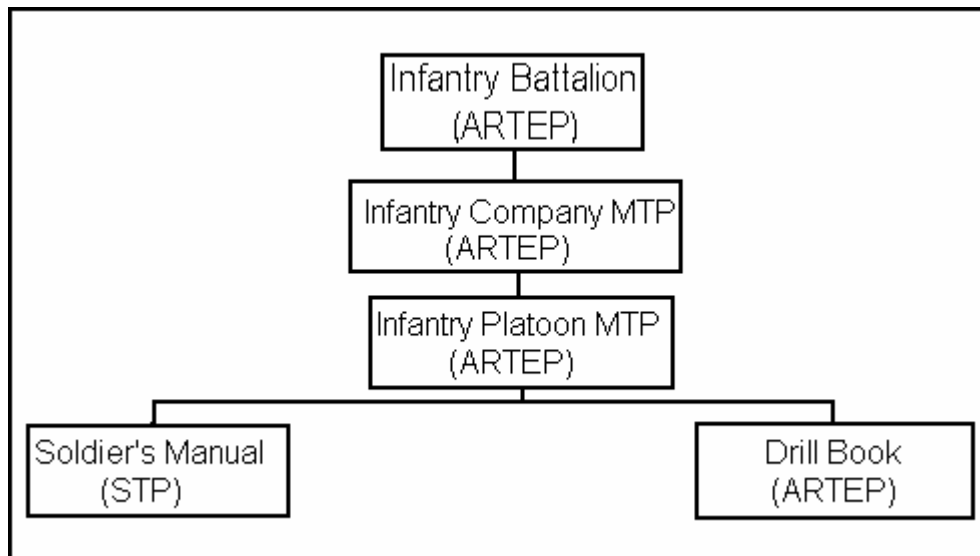 Infantry Battalion
(ARTEP)
Infantry Company MTP
(ARTEP)
Infantry Platoon MTP
(ARTEP)
Soldier's Manual
(STP)
Drill Book
(ARTEP)